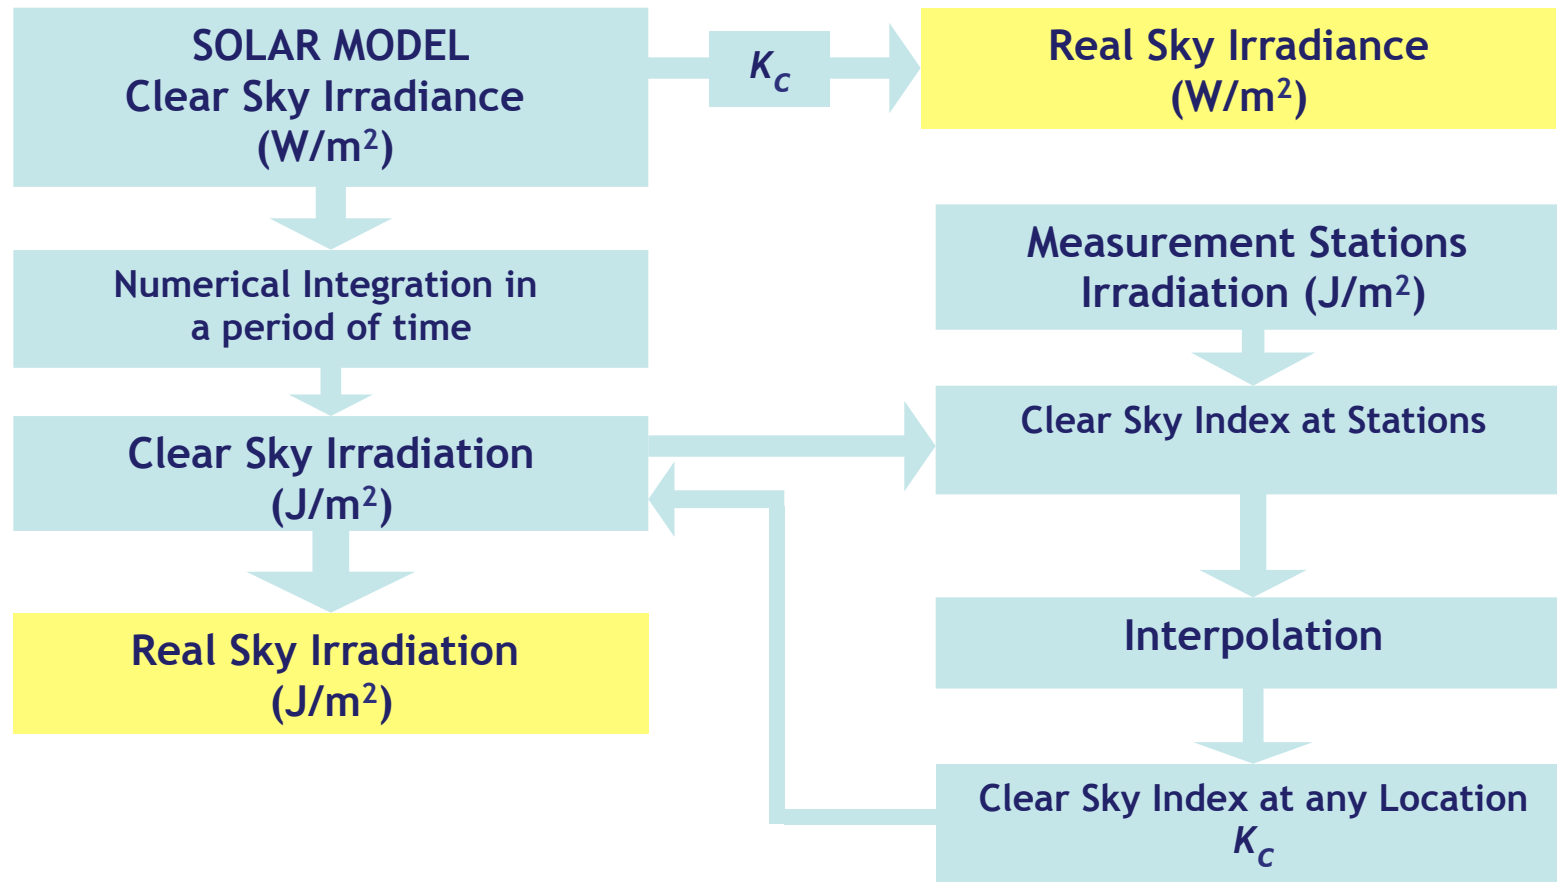 SOLAR MODEL
Clear Sky Irradiance
(W/m²)
K_C
Real Sky Irradiance
(W/m²)
Numerical Integration in
a period of time
Measurement Stations
Irradiation (J/m²)
Clear Sky Irradiation
(J/m²)
Clear Sky Index at Stations
Real Sky Irradiation
(J/m²)
Interpolation
Clear Sky Index at any Location
K_C